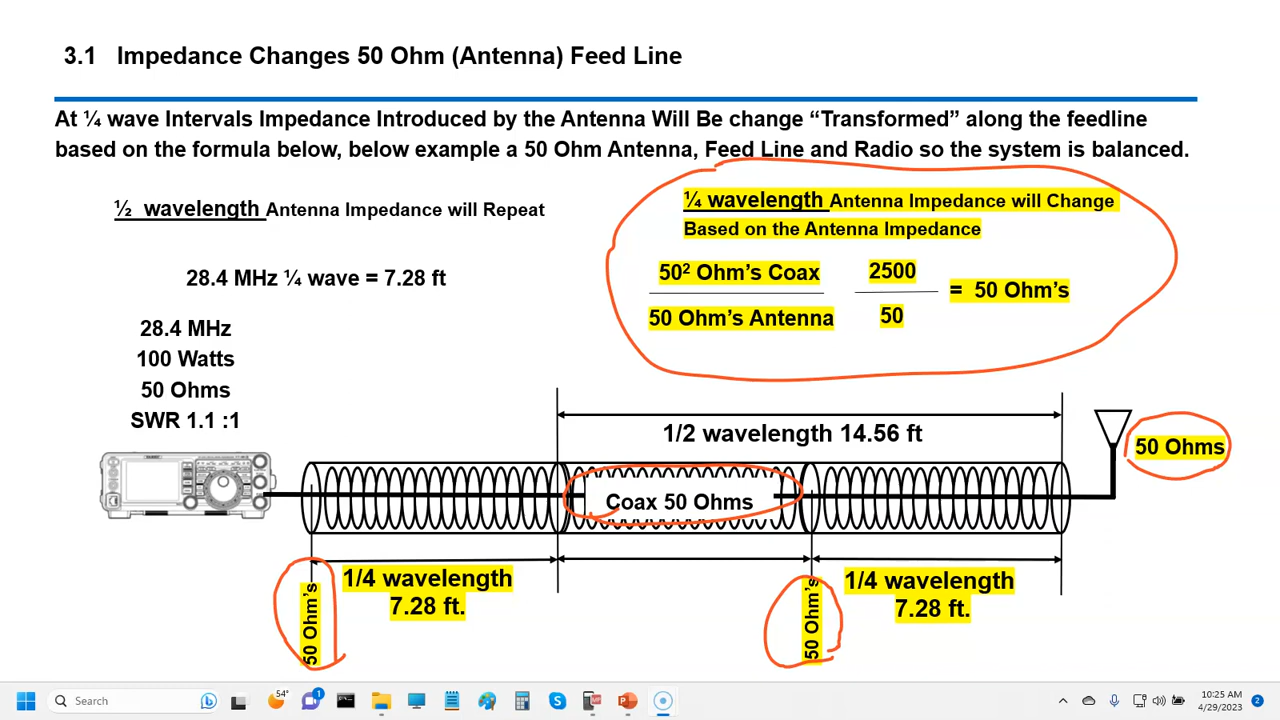 3.1 Impedance Changes 50 Ohm (Antenna) Feed Line
At ¼ wave Intervals Impedance Introduced by the Antenna Will Be change “Transformed” along the feedline
based on the formula below, below example a 50 Ohm Antenna, Feed Line and Radio so the system is balanced.
½ wavelength Antenna Impedance will Repeat
¼ wavelength Antenna Impedance will Change
Based on the Antenna Impedance
28.4 MHz ¼ wave = 7.28 ft
50² Ohm’s Coax
50 Ohm’s Antenna
2500
50
= 50 Ohm’s
28.4 MHz
100 Watts
50 Ohms
SWR 1.1 :1
1/2 wavelength 14.56 ft
50 Ohms
Coax 50 Ohms
50 Ohm’s
1/4 wavelength
7.28 ft.
50 Ohm’s
1/4 wavelength
7.28 ft.
Search
54°
1
10:25 AM
4/29/2023
2